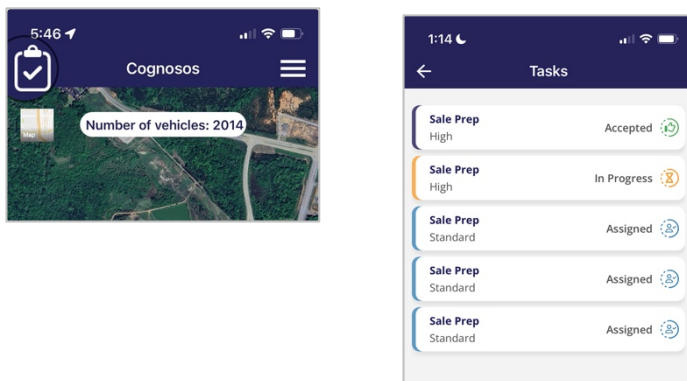 5:46
Cognosos
Map
Number of vehicles: 2014
1:14
Tasks
Sale Prep
High
Accepted
Sale Prep
High
In Progress
Sale Prep
Standard
Assigned
Sale Prep
Standard
Assigned
Sale Prep
Standard
Assigned